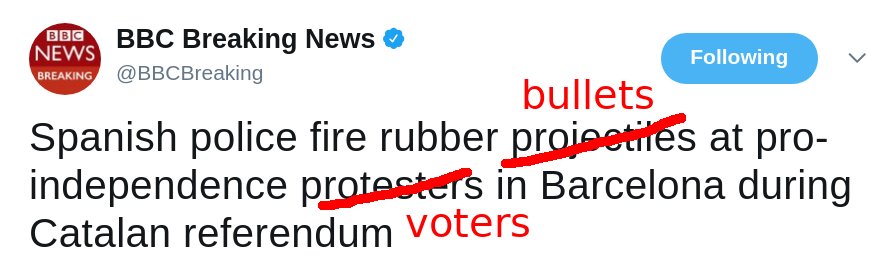 BBC
NEWS
BREAKING
BBC Breaking News
@BBCBreaking
Following
bullets
Spanish police fire rubber projectiles at pro-
independence protesters in Barcelona during
Catalan referendum voters